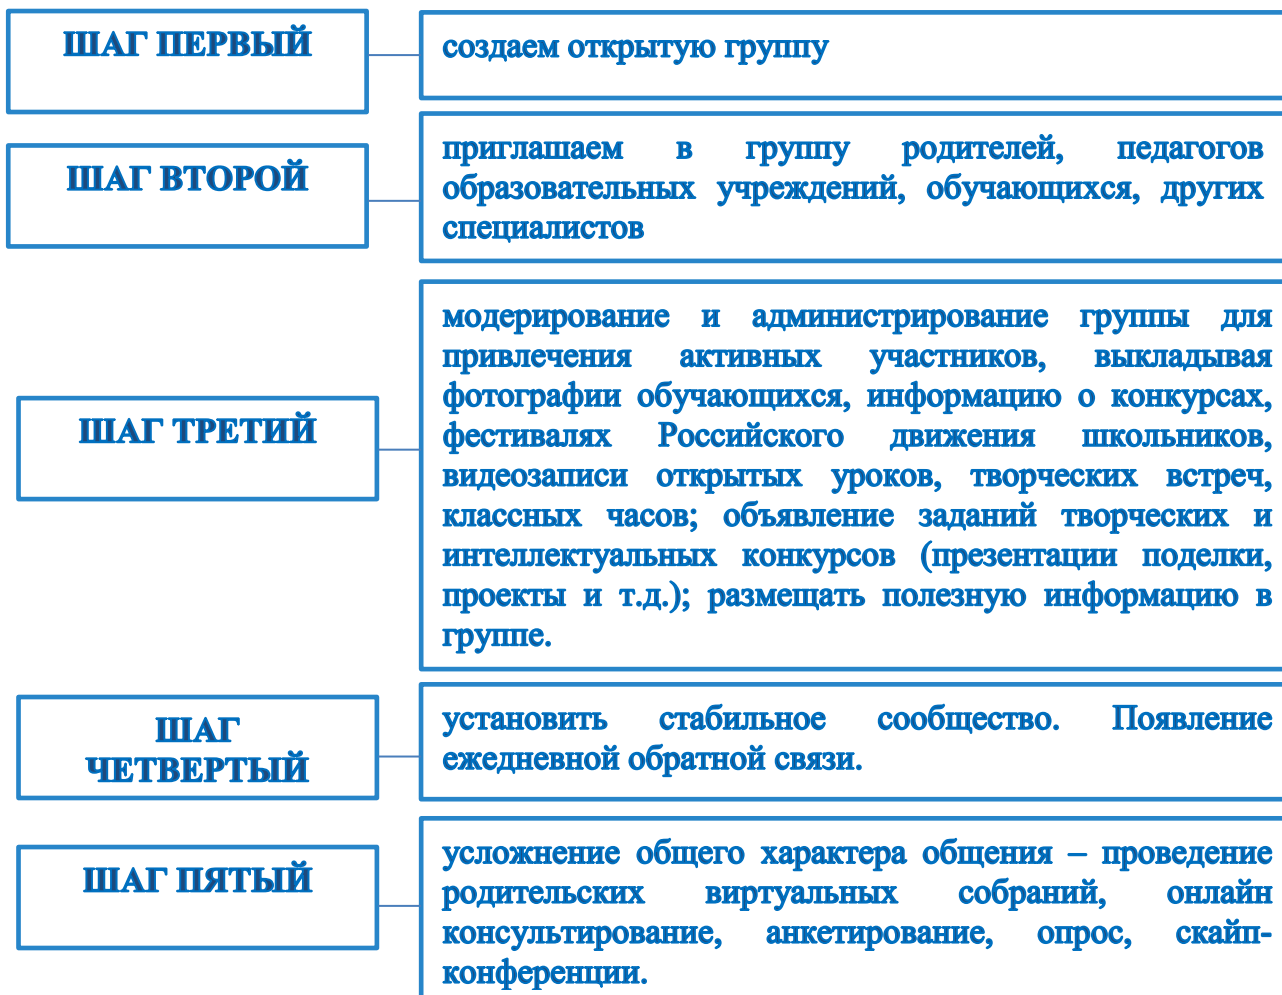 ШАГ ПЕРВЫЙ
создаем открытую группу
ШАГ ВТОРОЙ
приглашаем в группу родителей, педагогов
образовательных учреждений, обучающихся, других
специалистов
ШАГ ТРЕТИЙ
модерирование и администрирование группы для
привлечения активных участников, выкладывая
фотографии обучающихся, информацию о конкурсах,
фестивалях Российского движения школьников,
видеозаписи открытых уроков, творческих встреч,
классных часов; объявление заданий творческих и
интеллектуальных конкурсов (презентации поделки,
проекты и т.д.); размещать полезную информацию в
группе.
ШАГ
ЧЕТВЕРТЫЙ
установить стабильное сообщество. Появление
ежедневной обратной связи.
ШАГ ПЯТЫЙ
усложнение общего характера общения – проведение
родительских виртуальных собраний, онлайн
консультирование, анкетирование, опрос, скайп-
конференции.